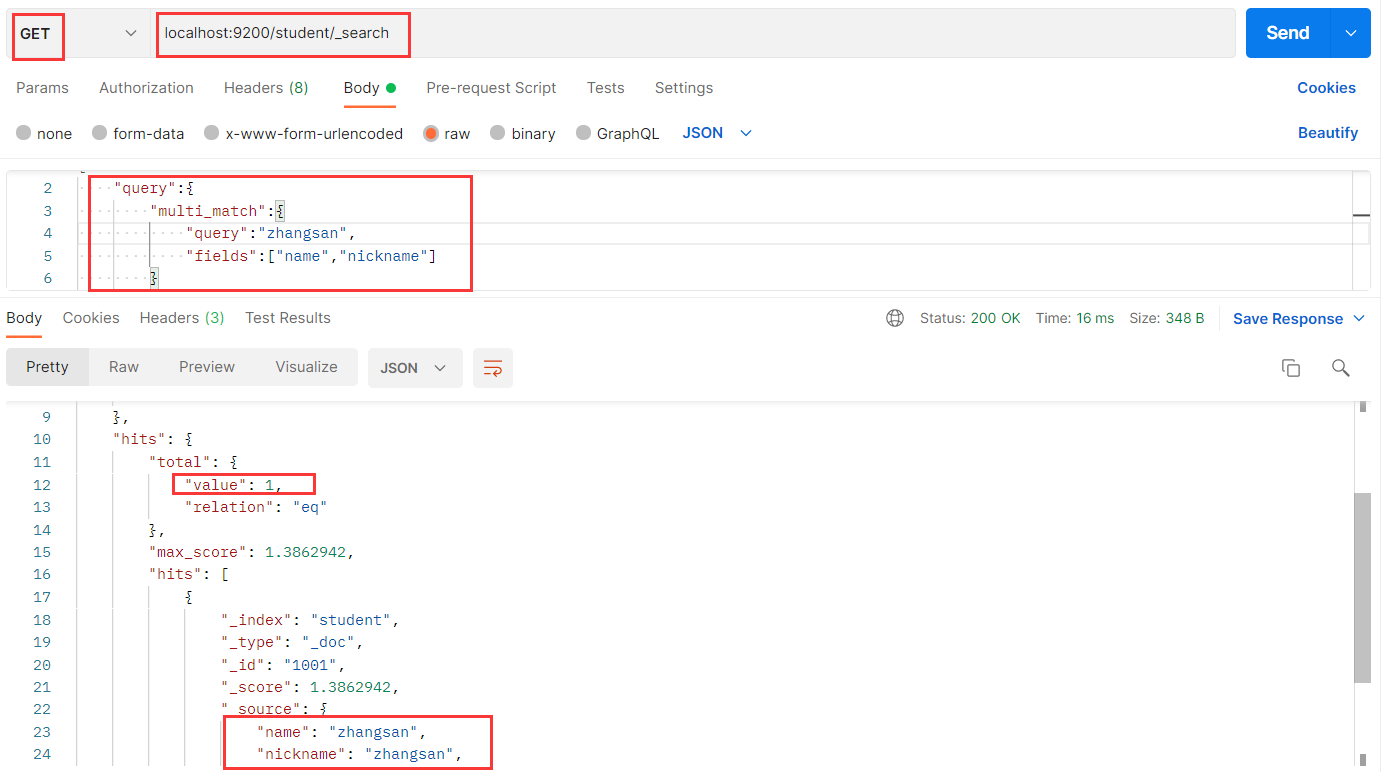 GET localhost:9200/student/_search Send
Params Authorization Headers (8) Body Pre-request Script Tests Settings Cookies
none form-data x-www-form-urlencoded raw binary GraphQL JSON Beautify
2 "query":{
3 "multi_match":{
4 "query":"zhangsan",
5 "fields":["name","nickname"]
6 }
Body Cookies Headers (3) Test Results Status: 200 OK Time: 16 ms Size: 348 B Save Response
Pretty Raw Preview Visualize JSON
9 },
10 "hits": {
11 "total": {
12 "value": 1,
13 "relation": "eq"
14 },
15 "max_score": 1.3862942,
16 "hits": [
17 {
18 "_index": "student",
19 "_type": "_doc",
20 "_id": "1001",
21 "_score": 1.3862942,
22 "_source": {
23 "name": "zhangsan",
24 "nickname": "zhangsan",